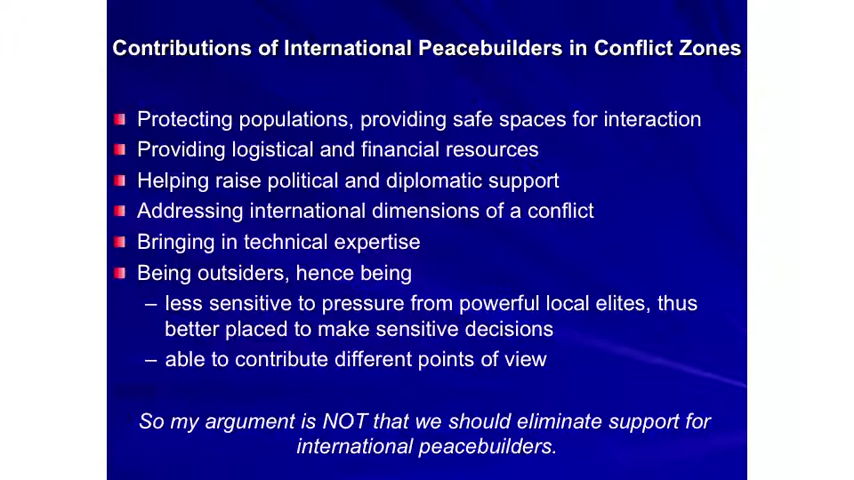 Contributions of International Peacebuilders in Conflict Zones
Protecting populations, providing safe spaces for interaction
Providing logistical and financial resources
Helping raise political and diplomatic support
Addressing international dimensions of a conflict
Bringing in technical expertise
Being outsiders, hence being
– less sensitive to pressure from powerful local elites, thus
better placed to make sensitive decisions
– able to contribute different points of view
So my argument is NOT that we should eliminate support for
international peacebuilders.